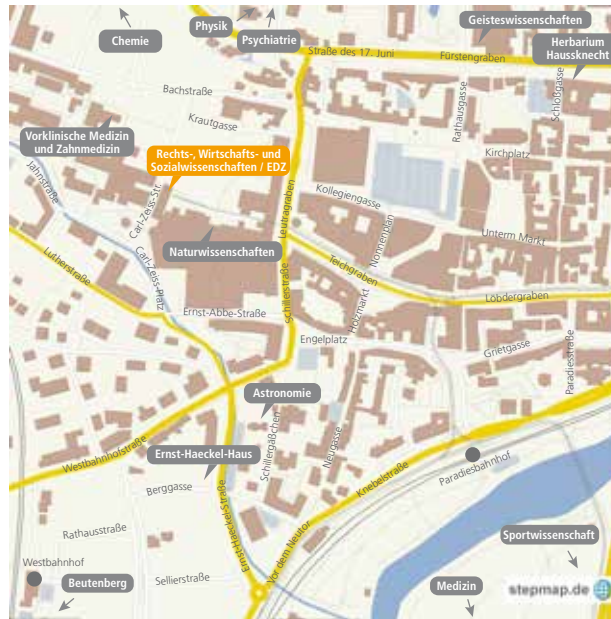 Chemie
Physik
Psychiatrie
Geisteswissenschaften
Herbarium
Haussknecht
Straße des 17. Juni
Fürstengraben
Bachstraße
Krautgasse
Rathausgasse
Schloßgasse
Vorklinische Medizin
und Zahnmedizin
Rechts-, Wirtschafts- und
Sozialwissenschaften / EDZ
Kirchplatz
Jahnstraße
Carl-Zeiss-Str.
Leutragraben
Kollegiengasse
Nonnenplan
Unterm Markt
Naturwissenschaften
Lutherstraße
Carl-Zeiss-Platz
Teichgraben
Schillerstraße
Holzmarkt
Löbdergraben
Ernst-Abbe-Straße
Engelplatz
Grietgasse
Paradiesstraße
Astronomie
Westbahnhofstraße
Ernst-Haeckel-Haus
Schillergäßchen
Neugasse
Knebelstraße
Paradiesbahnhof
Berggasse
Ernst-Haeckel-Straße
Vor dem Neutor
Rathausstraße
Sportwissenschaft
Westbahnhof
Beutenberg
Sellierstraße
Medizin
stepmap.de